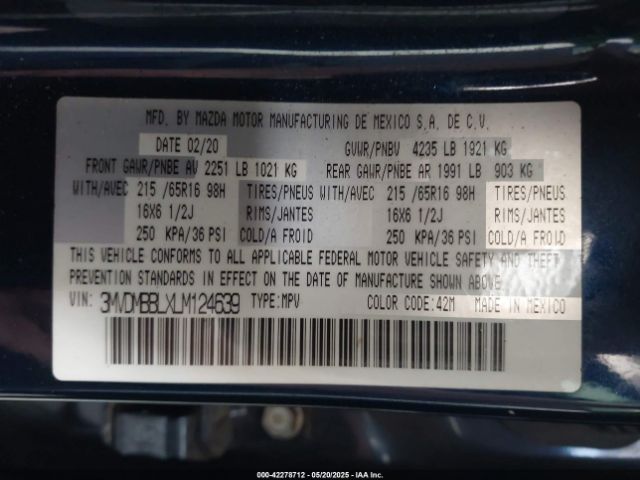 MFD. BY MAZDA MOTOR MANUFACTURING DE MEXICO S.A. DE C.V.
DATE 02/20 GVWR/PNBV 4235 LB 1921 KG
FRONT GAWR/PNBE AV 2251 LB 1021 KG REAR GAWR/PNBE AR 1991 LB 903 KG
WITH/AVEC 215 /65R16 98H TIRES/PNEUS WITH/AVEC 215 /65R16 98H TIRES/PNEUS
16X6 1/2J RIMS/JANTES 16X6 1/2J RIMS/JANTES
250 KPA/36 PSI COLD/A FROID 250 KPA/36 PSI COLD/A FROID
THIS VEHICLE CONFORMS TO ALL APPLICABLE FEDERAL MOTOR VEHICLE SAFETY AND THEFT
PREVENTION STANDARDS IN EFFECT ON THE DATE OF MANUFACTURE SHOWN ABOVE.
VIN: 3MVDMBBLXLM124639 TYPE: MPV COLOR CODE: 42M MADE IN MEXICO
000-42278712 - 05/20/2025 - © IAA Inc.